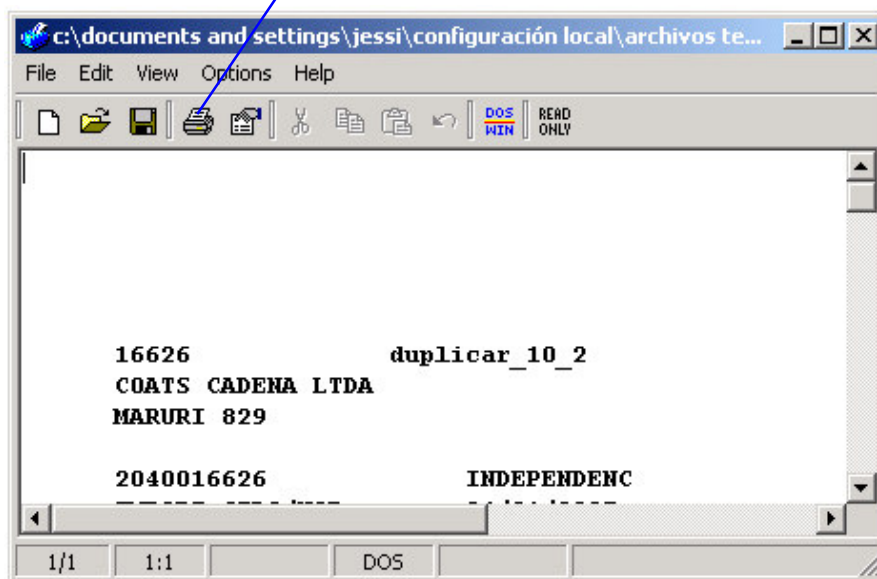 c:\documents and settings\jessi\configuración local\archivos te...
File Edit View Options Help
DOS WIN READ ONLY
16626 duplicar_10_2
COATS CADENA LTDA
MARURI 829
2040016626 INDEPENDENC
1/1 1:1 DOS